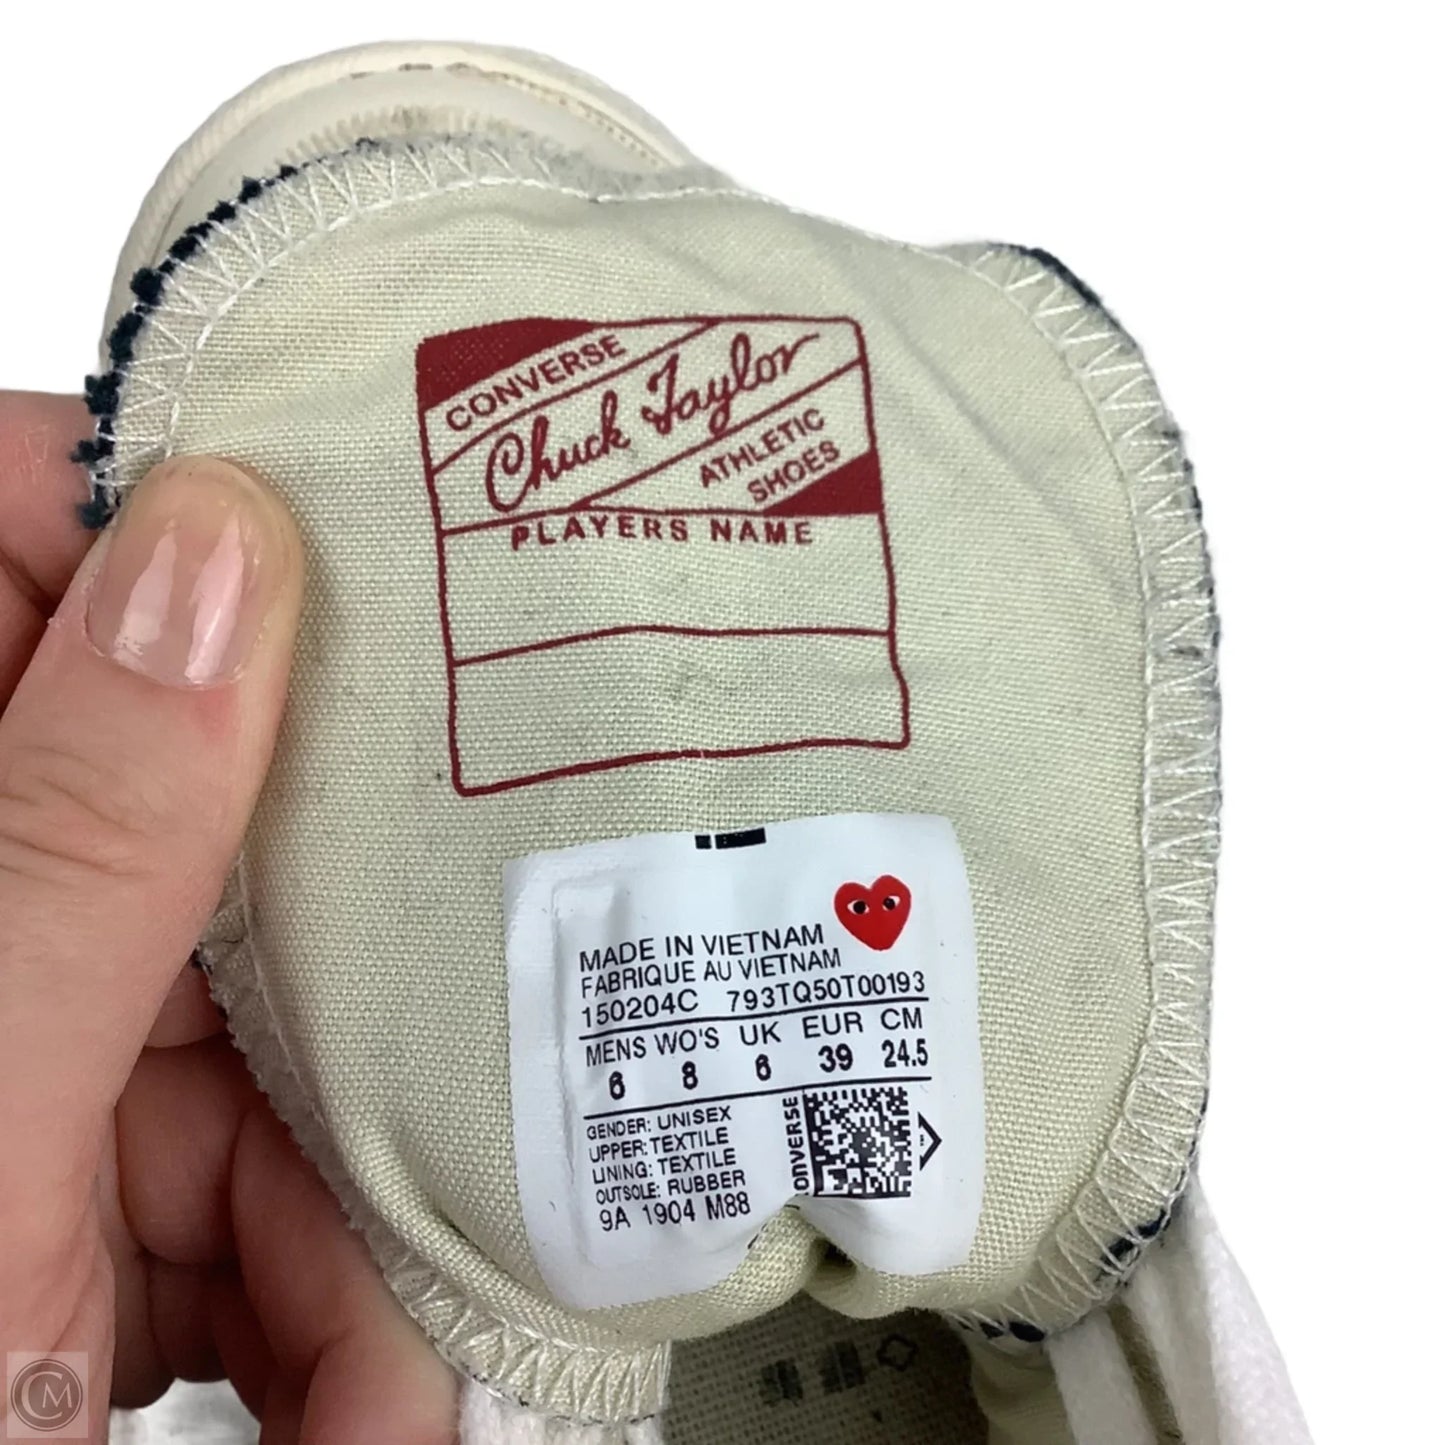 CONVERSE
Chuck Taylor
ATHLETIC
SHOES
PLAYERS NAME
MADE IN VIETNAM
FABRIQUE AU VIETNAM
150204C 793TQ50T00193
MENS WO'S UK EUR CM
6 8 6 39 24.5
GENDER: UNISEX
UPPER: TEXTILE
LINING: TEXTILE
OUTSOLE: RUBBER
9A 1904 M88
CONVERSE
CM